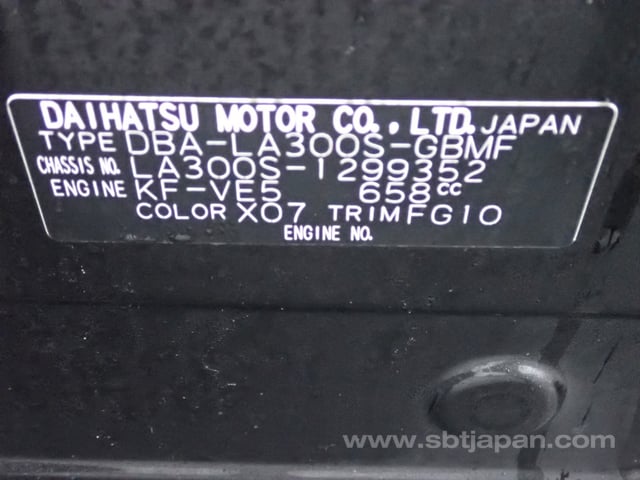 DAIHATSU MOTOR CO., LTD. JAPAN
TYPE DBA-LA300S-GBMF
CHASSIS NO. LA300S-1299352
ENGINE KF-VE5 658cc
COLOR X07 TRIM FG10
ENGINE NO.
www.sbtjapan.com